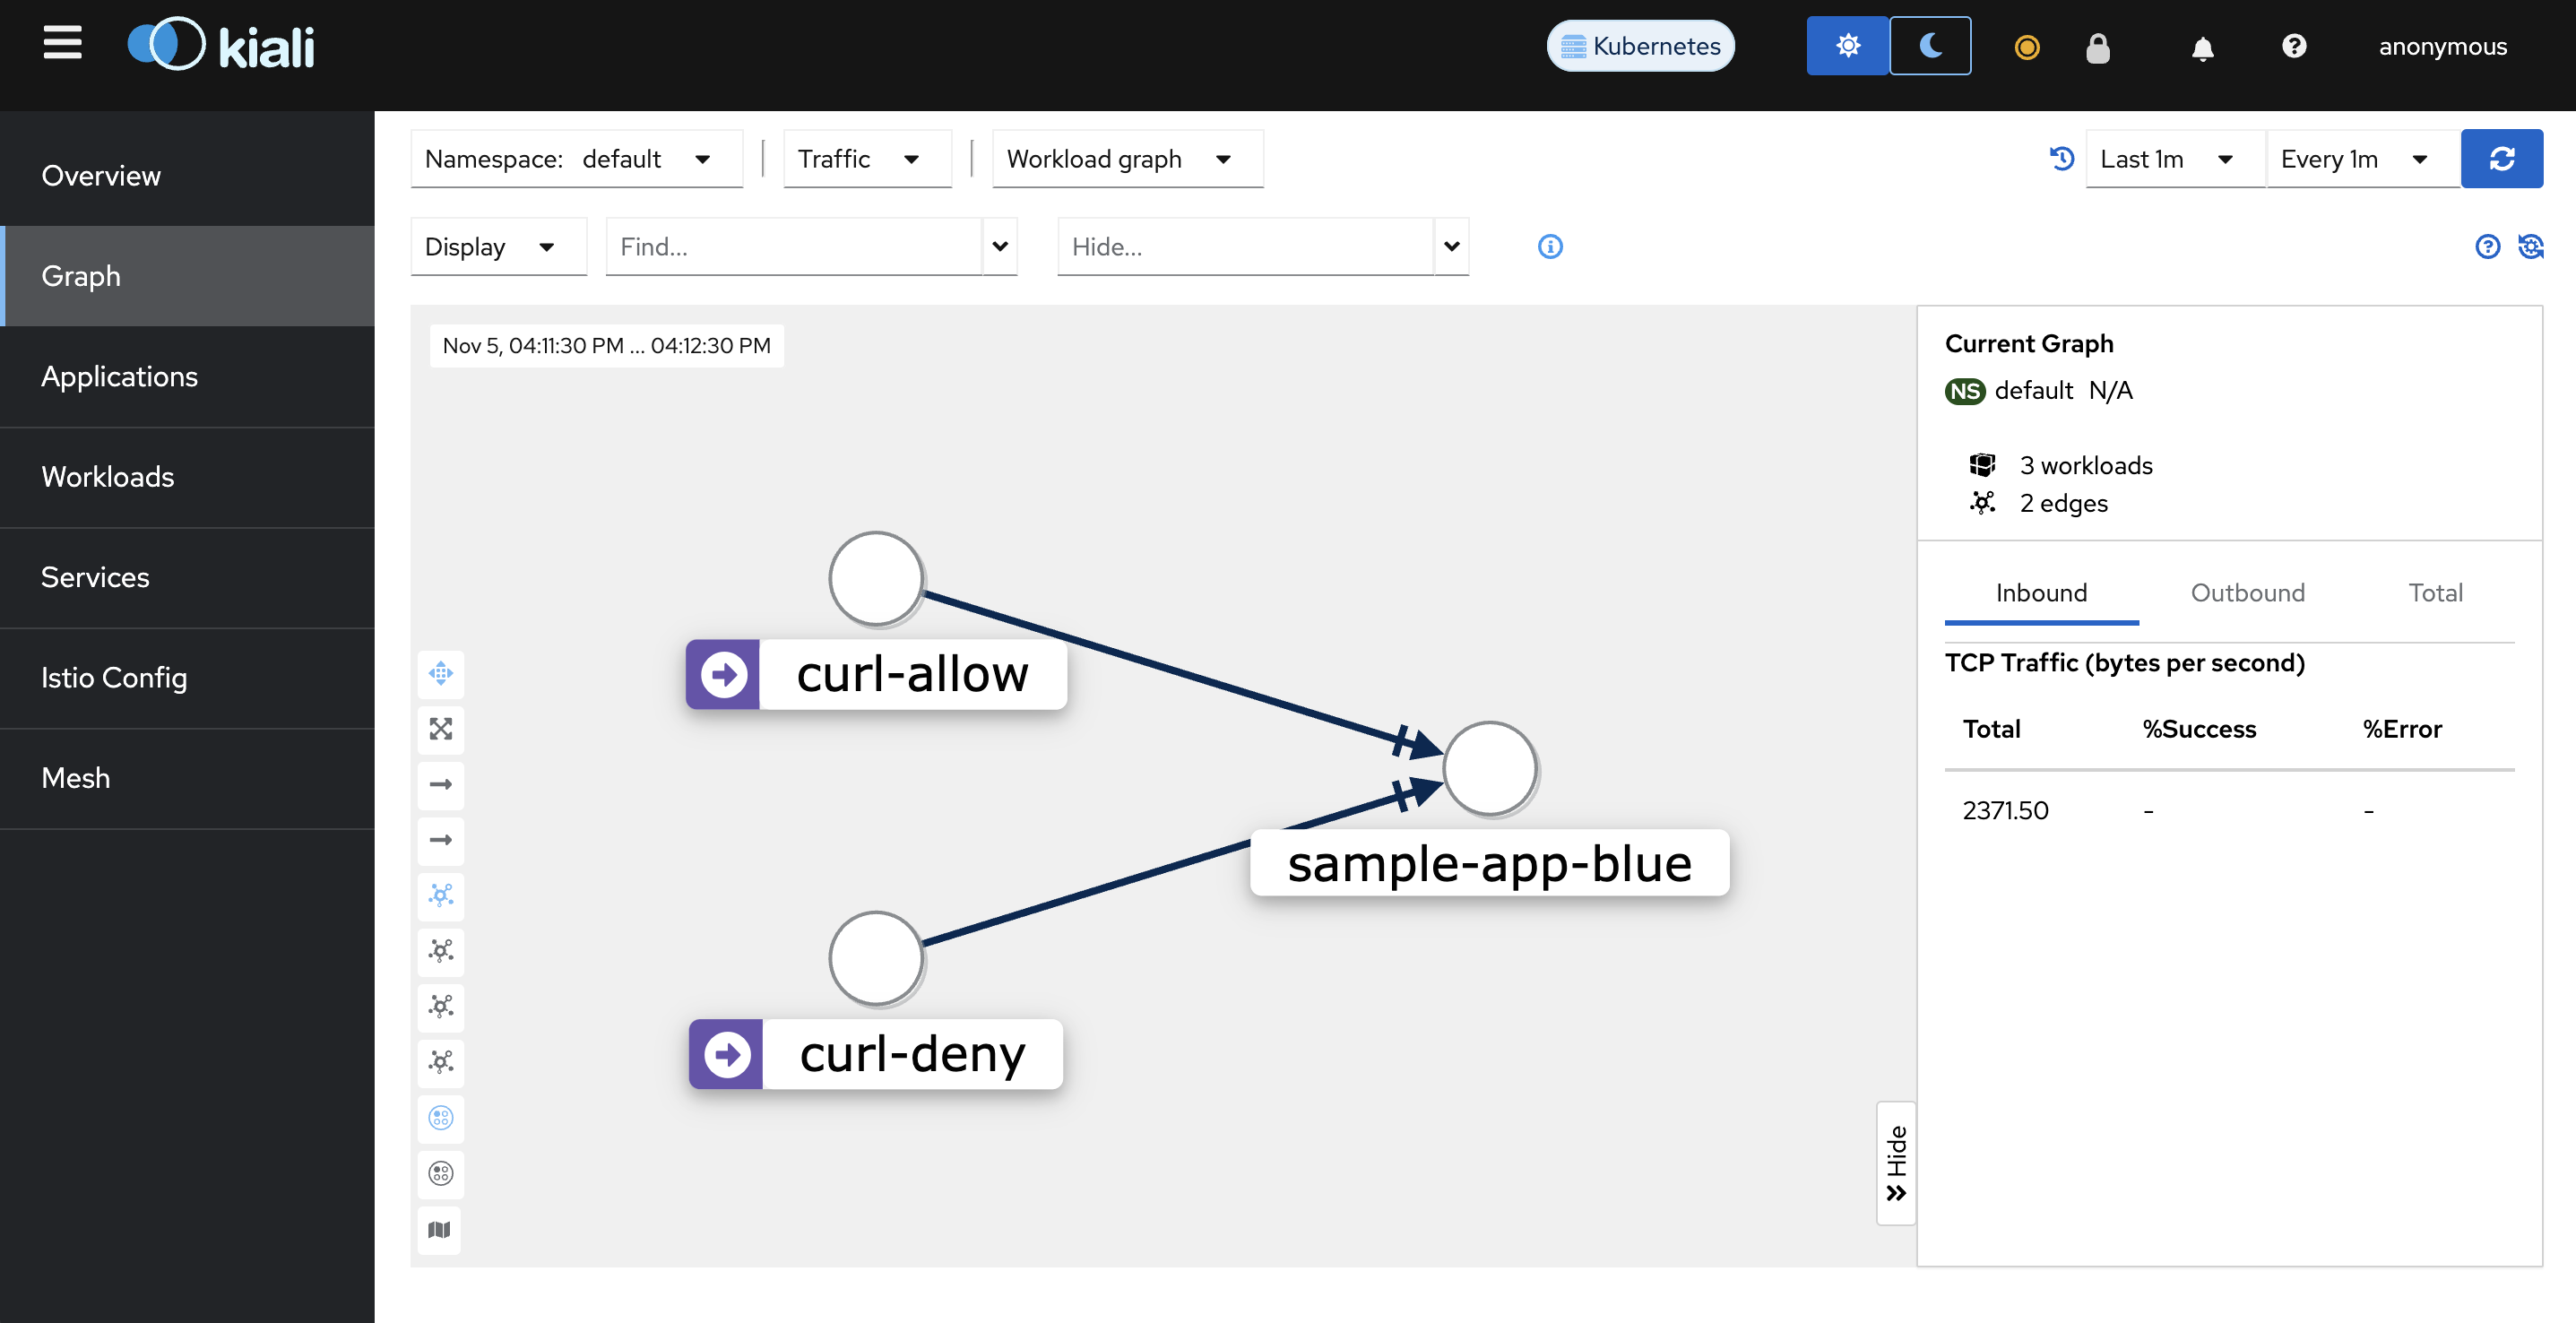 kiali
Kubernetes
anonymous
Overview
Graph
Applications
Workloads
Services
Istio Config
Mesh
Namespace: default
Traffic
Workload graph
Last 1m
Every 1m
Display
Find...
Hide...
Nov 5, 04:11:30 PM ... 04:12:30 PM
curl-allow
sample-app-blue
curl-deny
Hide
Current Graph
NS default N/A
3 workloads
2 edges
Inbound Outbound Total
TCP Traffic (bytes per second)
Total %Success %Error
2371.50 - -